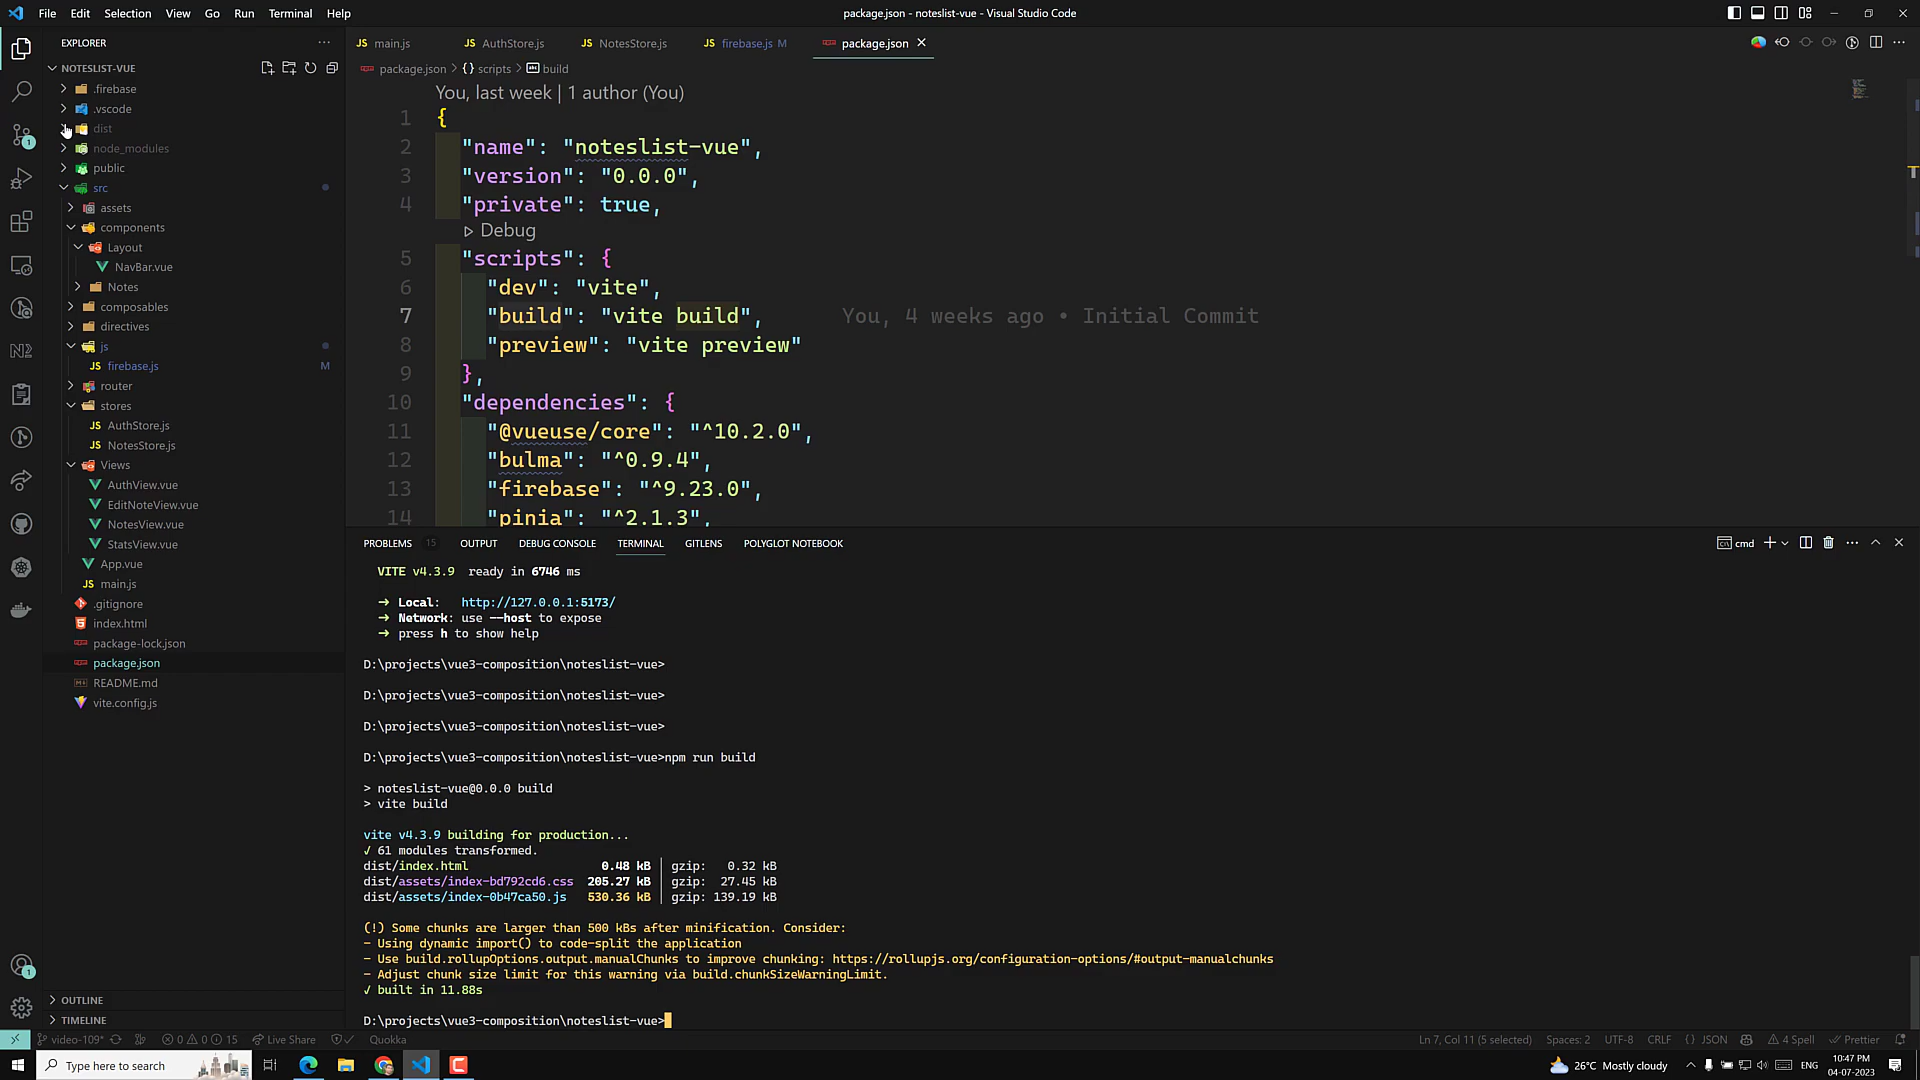 File Edit Selection View Go Run Terminal Help
package.json - noteslist-vue - Visual Studio Code
EXPLORER
NOTESLIST-VUE
.firebase
.vscode
dist
node_modules
public
src
assets
components
Layout
NavBar.vue
Notes
composables
directives
js
firebase.js M
router
stores
AuthStore.js
NotesStore.js
Views
AuthView.vue
EditNoteView.vue
NotesView.vue
StatsView.vue
App.vue
main.js
.gitignore
index.html
package-lock.json
package.json
README.md
vite.config.js
OUTLINE
TIMELINE
main.js AuthStore.js NotesStore.js firebase.js M package.json
package.json > {} scripts > build
You, last week | 1 author (You)
1 {
2 "name": "noteslist-vue",
3 "version": "0.0.0",
4 "private": true,
Debug
5 "scripts": {
6 "dev": "vite",
7 "build": "vite build", You, 4 weeks ago • Initial Commit
8 "preview": "vite preview"
9 },
10 "dependencies": {
11 "@vueuse/core": "^10.2.0",
12 "bulma": "^0.9.4",
13 "firebase": "^9.23.0",
14 "pinia": "^2.1.3",
PROBLEMS 15 OUTPUT DEBUG CONSOLE TERMINAL GITLENS POLYGLOT NOTEBOOK
cmd
VITE v4.3.9 ready in 6746 ms
➜ Local: http://127.0.0.1:5173/
➜ Network: use --host to expose
➜ press h to show help
D:\projects\vue3-composition\noteslist-vue>
D:\projects\vue3-composition\noteslist-vue>
D:\projects\vue3-composition\noteslist-vue>
D:\projects\vue3-composition\noteslist-vue>npm run build
> noteslist-vue@0.0.0 build
> vite build
vite v4.3.9 building for production...
✓ 61 modules transformed.
dist/index.html 0.48 kB │ gzip: 0.32 kB
dist/assets/index-bd792cd6.css 205.27 kB │ gzip: 27.45 kB
dist/assets/index-0b47ca50.js 530.36 kB │ gzip: 139.19 kB
(!) Some chunks are larger than 500 kBs after minification. Consider:
- Using dynamic import() to code-split the application
- Use build.rollupOptions.output.manualChunks to improve chunking: https://rollupjs.org/configuration-options/#output-manualchunks
- Adjust chunk size limit for this warning via build.chunkSizeWarningLimit.
✓ built in 11.88s
D:\projects\vue3-composition\noteslist-vue>
video-109* 0 0 15 Live Share Quokka Ln 7, Col 11 (5 selected) Spaces: 2 UTF-8 CRLF {} JSON 4 Spell Prettier
Type here to search
26°C Mostly cloudy ENG
10:47 PM
04-07-2023